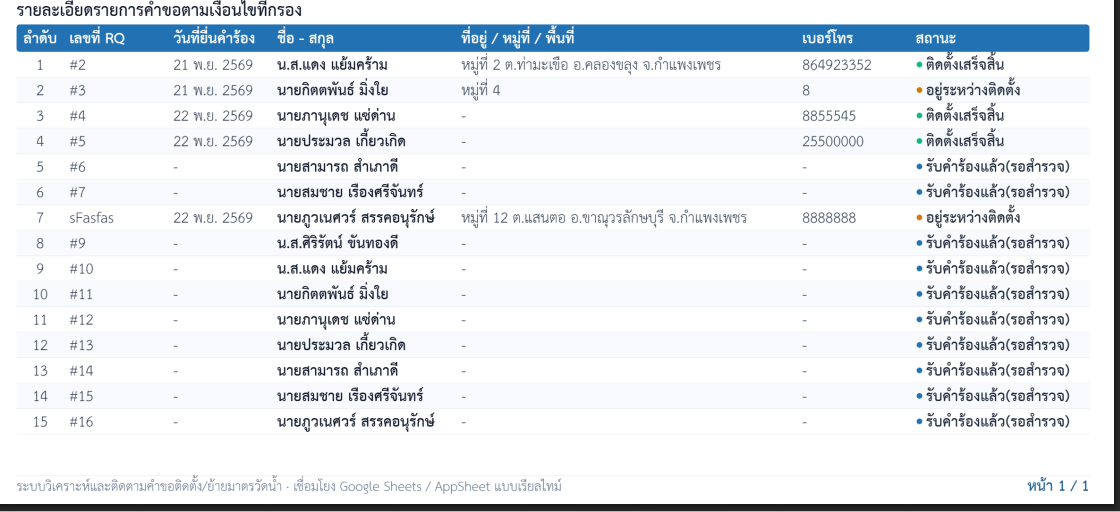 รายละเอียดรายการคำขอตามเงื่อนไขที่กรอง
ลำดับ เลขที่ RQ วันที่ยื่นคำร้อง ชื่อ - สกุล ที่อยู่ / หมู่ที่ / พื้นที่ เบอร์โทร สถานะ
1 #2 21 พ.ย. 2569 น.ส.แดง แย้มคร้าม หมู่ที่ 2 ต.ท่ามะเขือ อ.คลองขลุง จ.กำแพงเพชร 864923352 • ติดตั้งเสร็จสิ้น
2 #3 21 พ.ย. 2569 นายกิตตพันธ์ มิ่งใย หมู่ที่ 4 8 • อยู่ระหว่างติดตั้ง
3 #4 22 พ.ย. 2569 นายภานุเดช แซ่ด่าน - 8855545 • ติดตั้งเสร็จสิ้น
4 #5 22 พ.ย. 2569 นายประมวล เกี้ยวเกิด - 25500000 • ติดตั้งเสร็จสิ้น
5 #6 - นายสามารถ สำเภาดี - - • รับคำร้องแล้ว(รอสำรวจ)
6 #7 - นายสมชาย เรืองศรีจันทร์ - - • รับคำร้องแล้ว(รอสำรวจ)
7 sFasfas 22 พ.ย. 2569 นายภูวเนศวร์ สรรคอนุรักษ์ หมู่ที่ 12 ต.แสนตอ อ.ขาณุวรลักษบุรี จ.กำแพงเพชร 8888888 • อยู่ระหว่างติดตั้ง
8 #9 - น.ส.ศิริรัตน์ ขันทองดี - - • รับคำร้องแล้ว(รอสำรวจ)
9 #10 - น.ส.แดง แย้มคร้าม - - • รับคำร้องแล้ว(รอสำรวจ)
10 #11 - นายกิตตพันธ์ มิ่งใย - - • รับคำร้องแล้ว(รอสำรวจ)
11 #12 - นายภานุเดช แซ่ด่าน - - • รับคำร้องแล้ว(รอสำรวจ)
12 #13 - นายประมวล เกี้ยวเกิด - - • รับคำร้องแล้ว(รอสำรวจ)
13 #14 - นายสามารถ สำเภาดี - - • รับคำร้องแล้ว(รอสำรวจ)
14 #15 - นายสมชาย เรืองศรีจันทร์ - - • รับคำร้องแล้ว(รอสำรวจ)
15 #16 - นายภูวเนศวร์ สรรคอนุรักษ์ - - • รับคำร้องแล้ว(รอสำรวจ)
ระบบวิเคราะห์และติดตามคำขอติดตั้ง/ย้ายมาตรวัดน้ำ · เชื่อมโยง Google Sheets / AppSheet แบบเรียลไทม์ หน้า 1 / 1